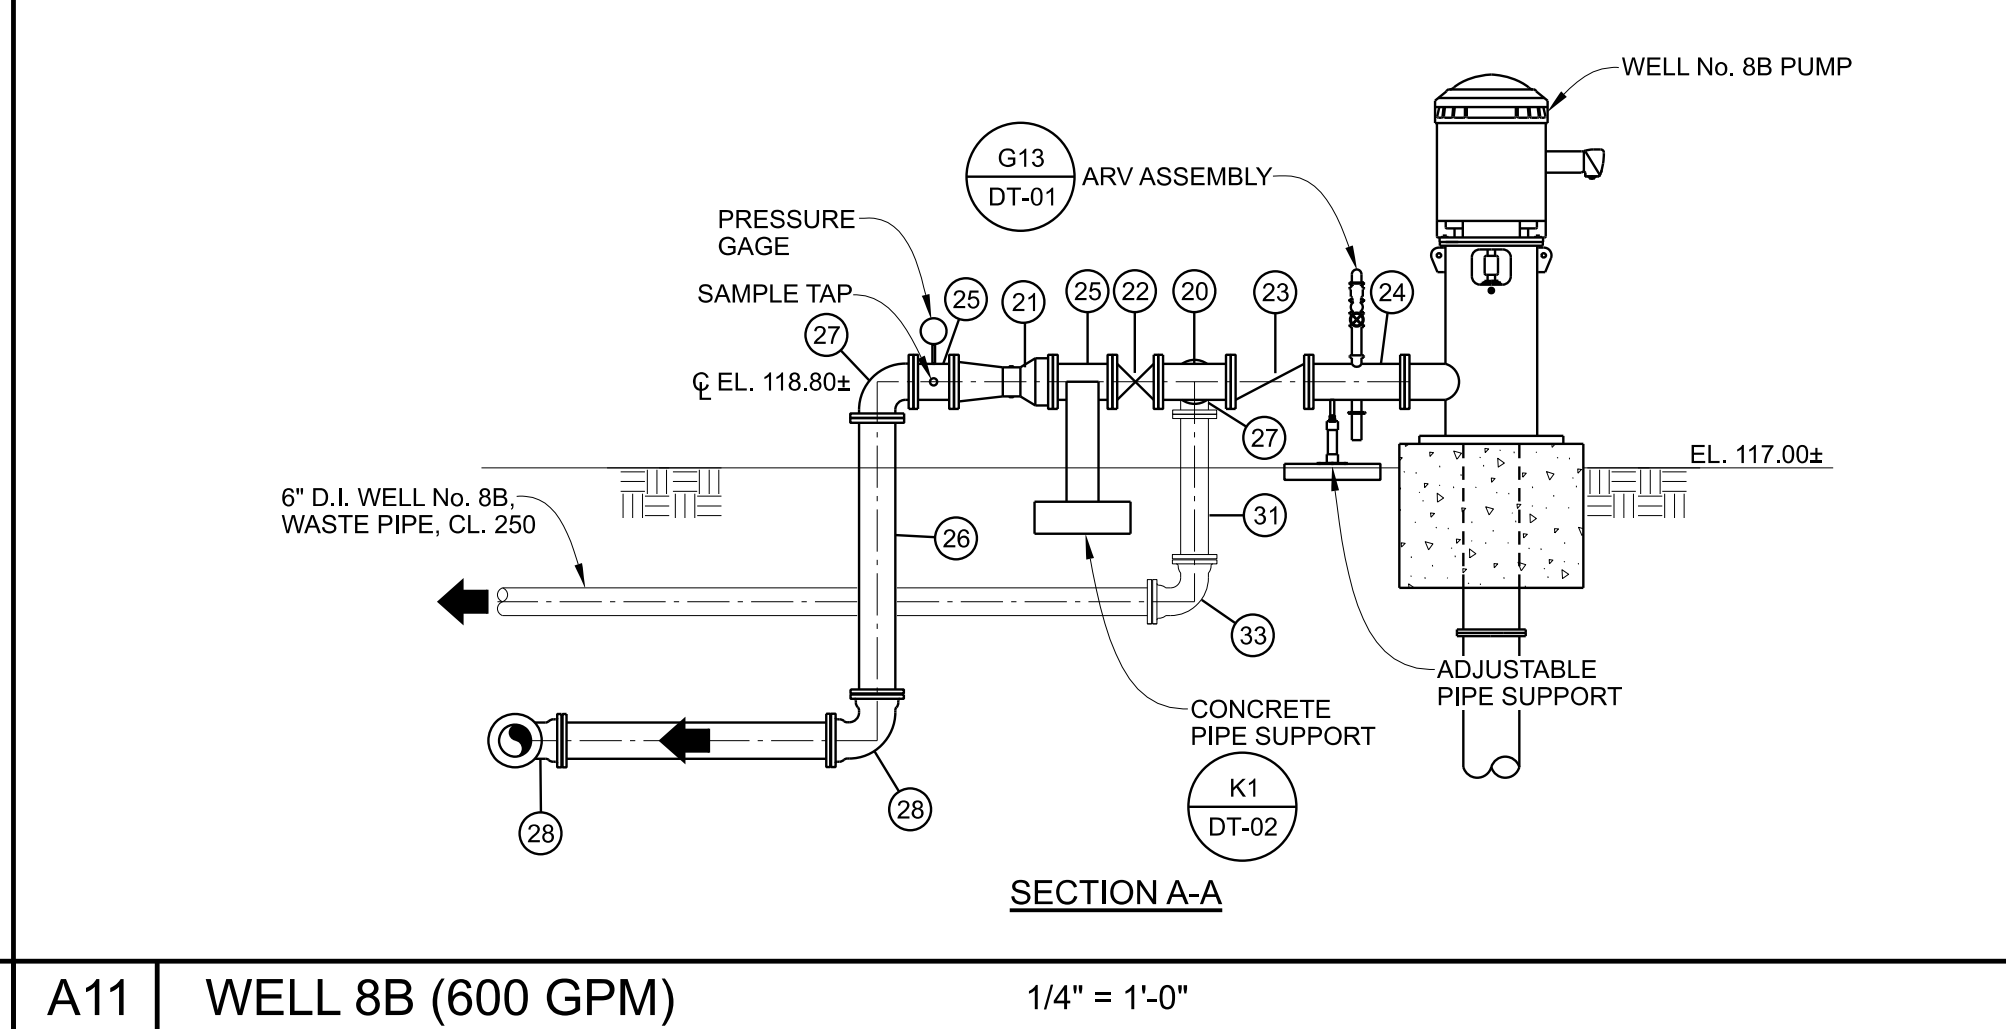 WELL No. 8B PUMP
G13
DT-01
ARV ASSEMBLY
PRESSURE
GAGE
SAMPLE TAP
25
21
25
22
20
23
24
27
℄ EL. 118.80±
27
EL. 117.00±
6" D.I. WELL No. 8B,
WASTE PIPE, CL. 250
26
31
33
ADJUSTABLE
PIPE SUPPORT
CONCRETE
PIPE SUPPORT
K1
DT-02
28
28
SECTION A-A
A11
WELL 8B (600 GPM)
1/4" = 1'-0"